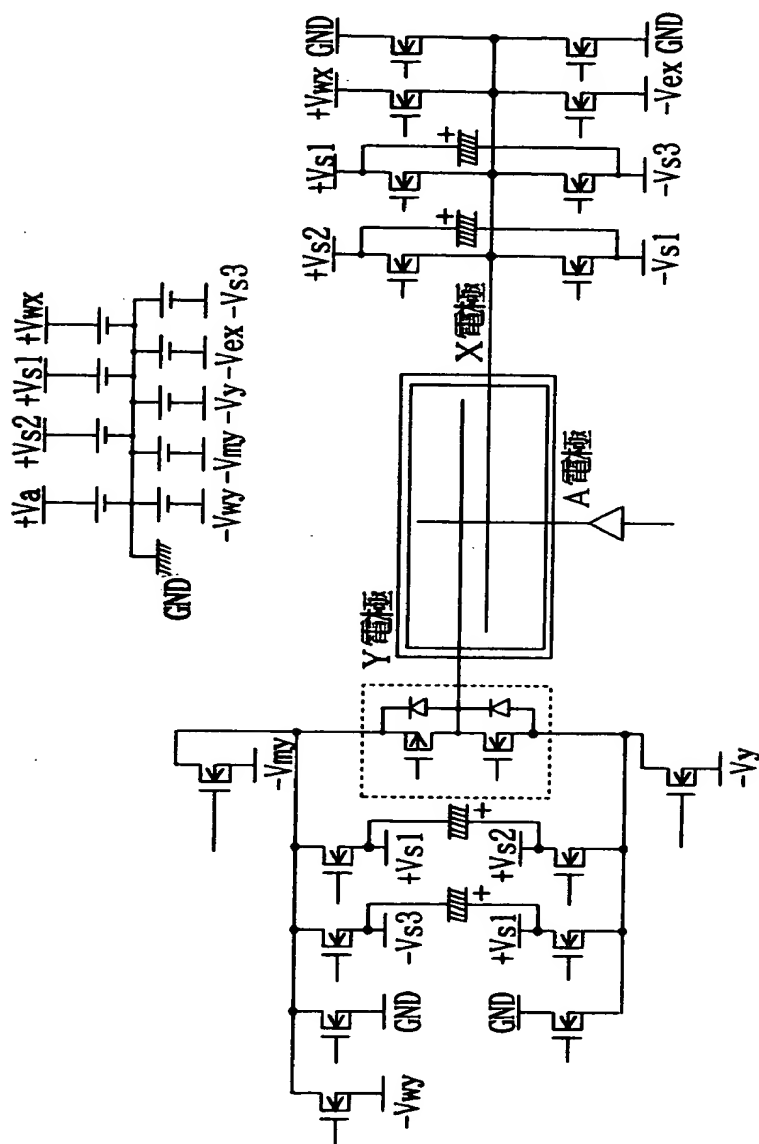 +Va
+Vs2
+Vs1
+Vwx
GND
-Vwy
-Vmy
-Vy
-Vex
-Vs3
-Vmy
-Vwy
GND
-Vs3
+Vs1
GND
+Vs1
+Vs2
-Vy
Y電極
A電極
X電極
+Vs2
+Vs1
+Vwx
GND
-Vs1
-Vs3
-Vex
GND